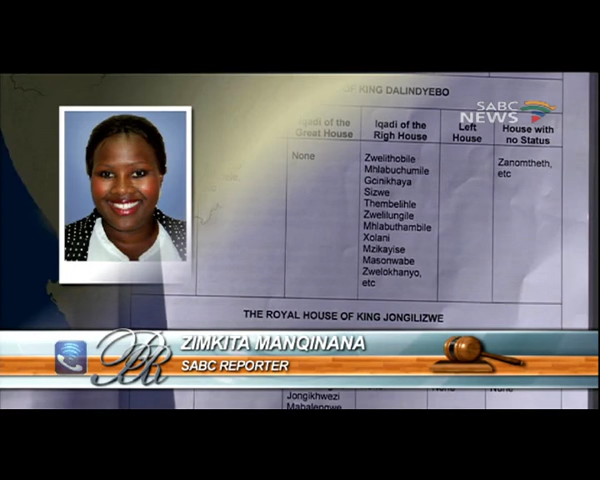 OF KING DALINDYEBO
SABC
NEWS
Iqadi of the
Great House
Iqadi of the
Righ House
Left
House
House with
no Status
None
Zwelithobile
Mhlabuchumile
Gcinikhaya
Sizwe
Thembelihle
Zwelilungile
Mhlabuthambile
Xolani
Mzikayise
Masonwabe
Zwelokhanyo,
etc
Zanomtheth,
etc
THE ROYAL HOUSE OF KING JONGILIZWE
ZIMKITA MANQINANA
SABC REPORTER
Jongikhwezi
Mabalengwe
None